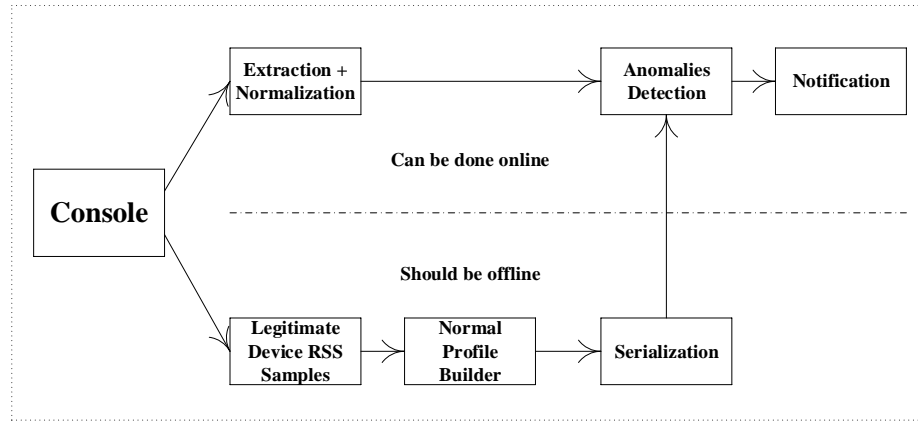 Extraction +
Normalization
Anomalies
Detection
Notification
Can be done online
Console
Should be offline
Legitimate
Device RSS
Samples
Normal
Profile
Builder
Serialization